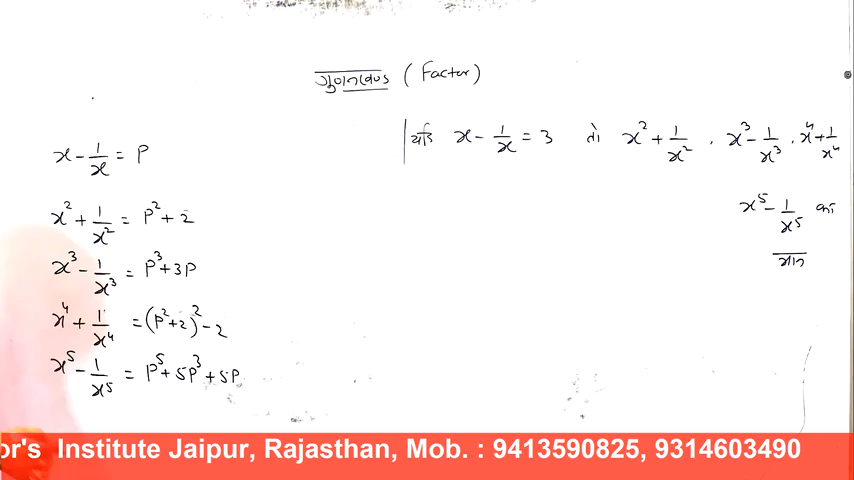 गुणनखण्ड (Factor)
x - 1/x = P
x² + 1/x² = P² + 2
x³ - 1/x³ = P³ + 3P
x⁴ + 1/x⁴ = (P² + 2)² - 2
x⁵ - 1/x⁵ = P⁵ + 5P³ + 5P
यदि x - 1/x = 3 तो x² + 1/x² , x³ - 1/x³ , x⁴ + 1/x⁴
x⁵ - 1/x⁵ का
मान
or's Institute Jaipur, Rajasthan, Mob. : 9413590825, 9314603490